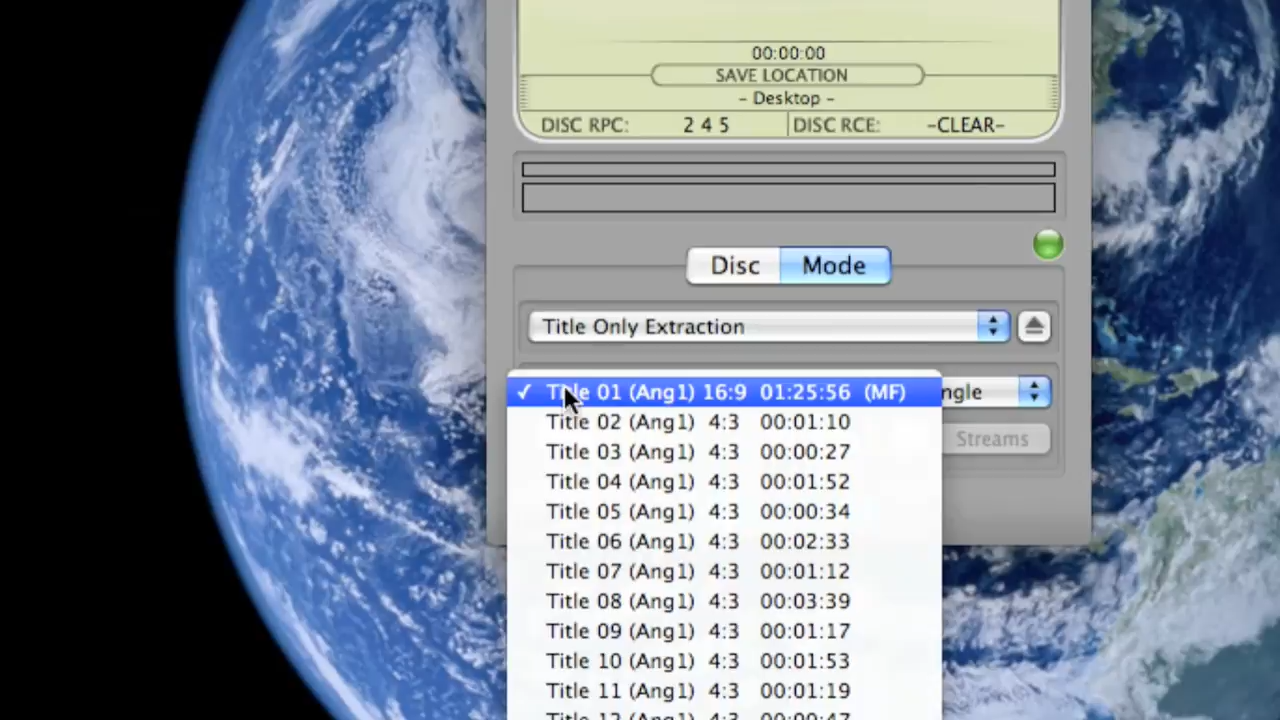 00:00:00
SAVE LOCATION
- Desktop -
DISC RPC: 2 4 5 DISC RCE: -CLEAR-
Disc Mode
Title Only Extraction
✓ Title 01 (Ang1) 16:9 01:25:56 (MF) ngle
Title 02 (Ang1) 4:3 00:01:10
Streams
Title 03 (Ang1) 4:3 00:00:27
Title 04 (Ang1) 4:3 00:01:52
Title 05 (Ang1) 4:3 00:00:34
Title 06 (Ang1) 4:3 00:02:33
Title 07 (Ang1) 4:3 00:01:12
Title 08 (Ang1) 4:3 00:03:39
Title 09 (Ang1) 4:3 00:01:17
Title 10 (Ang1) 4:3 00:01:53
Title 11 (Ang1) 4:3 00:01:19
Title 12 (Ang1) 4:3 00:00:47